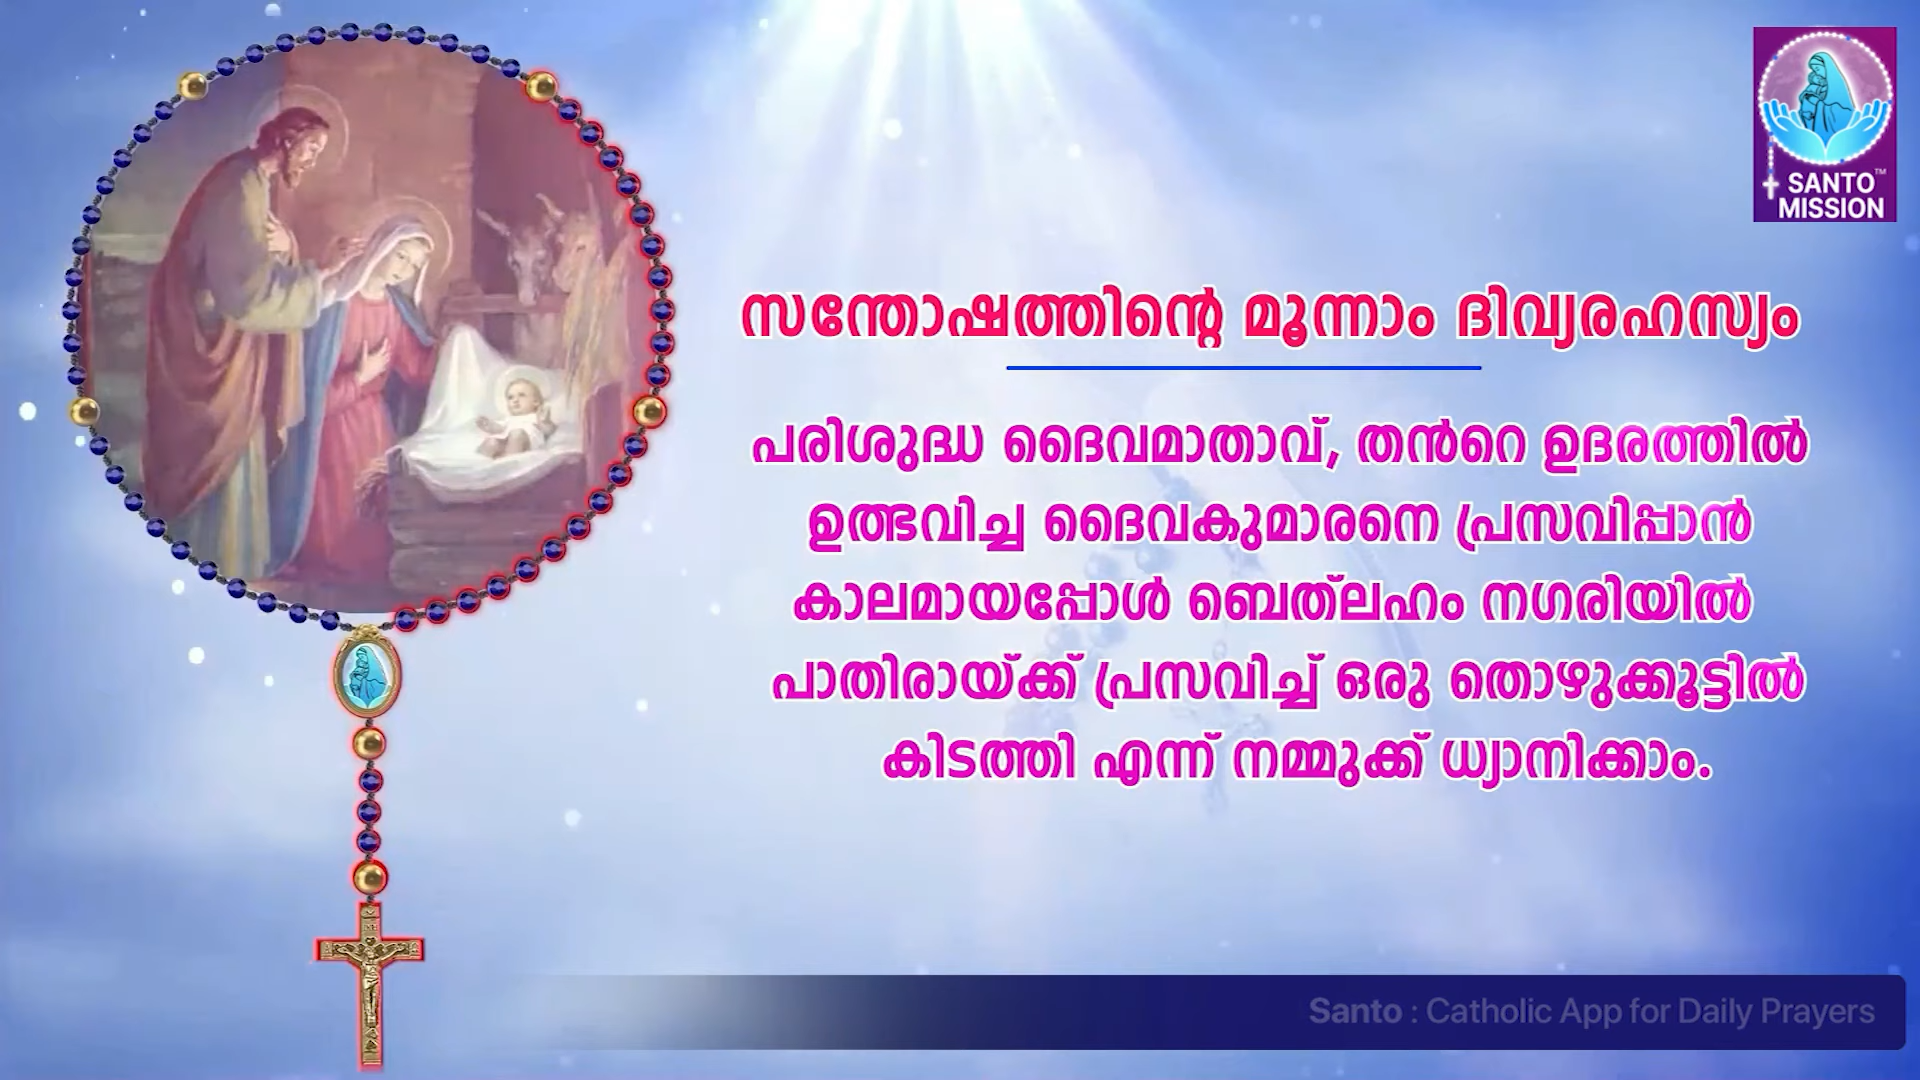 SANTO™
MISSION
സന്തോഷത്തിന്റെ മൂന്നാം ദിവ്യരഹസ്യം
പരിശുദ്ധ ദൈവമാതാവ്, തൻറെ ഉദരത്തിൽ
ഉത്ഭവിച്ച ദൈവകുമാരനെ പ്രസവിപ്പാൻ
കാലമായപ്പോൾ ബെത്‌ലഹം നഗരിയിൽ
പാതിരായ്ക്ക് പ്രസവിച്ച് ഒരു തൊഴുക്കൂട്ടിൽ
കിടത്തി എന്ന് നമ്മുക്ക് ധ്യാനിക്കാം.
Santo : Catholic App for Daily Prayers